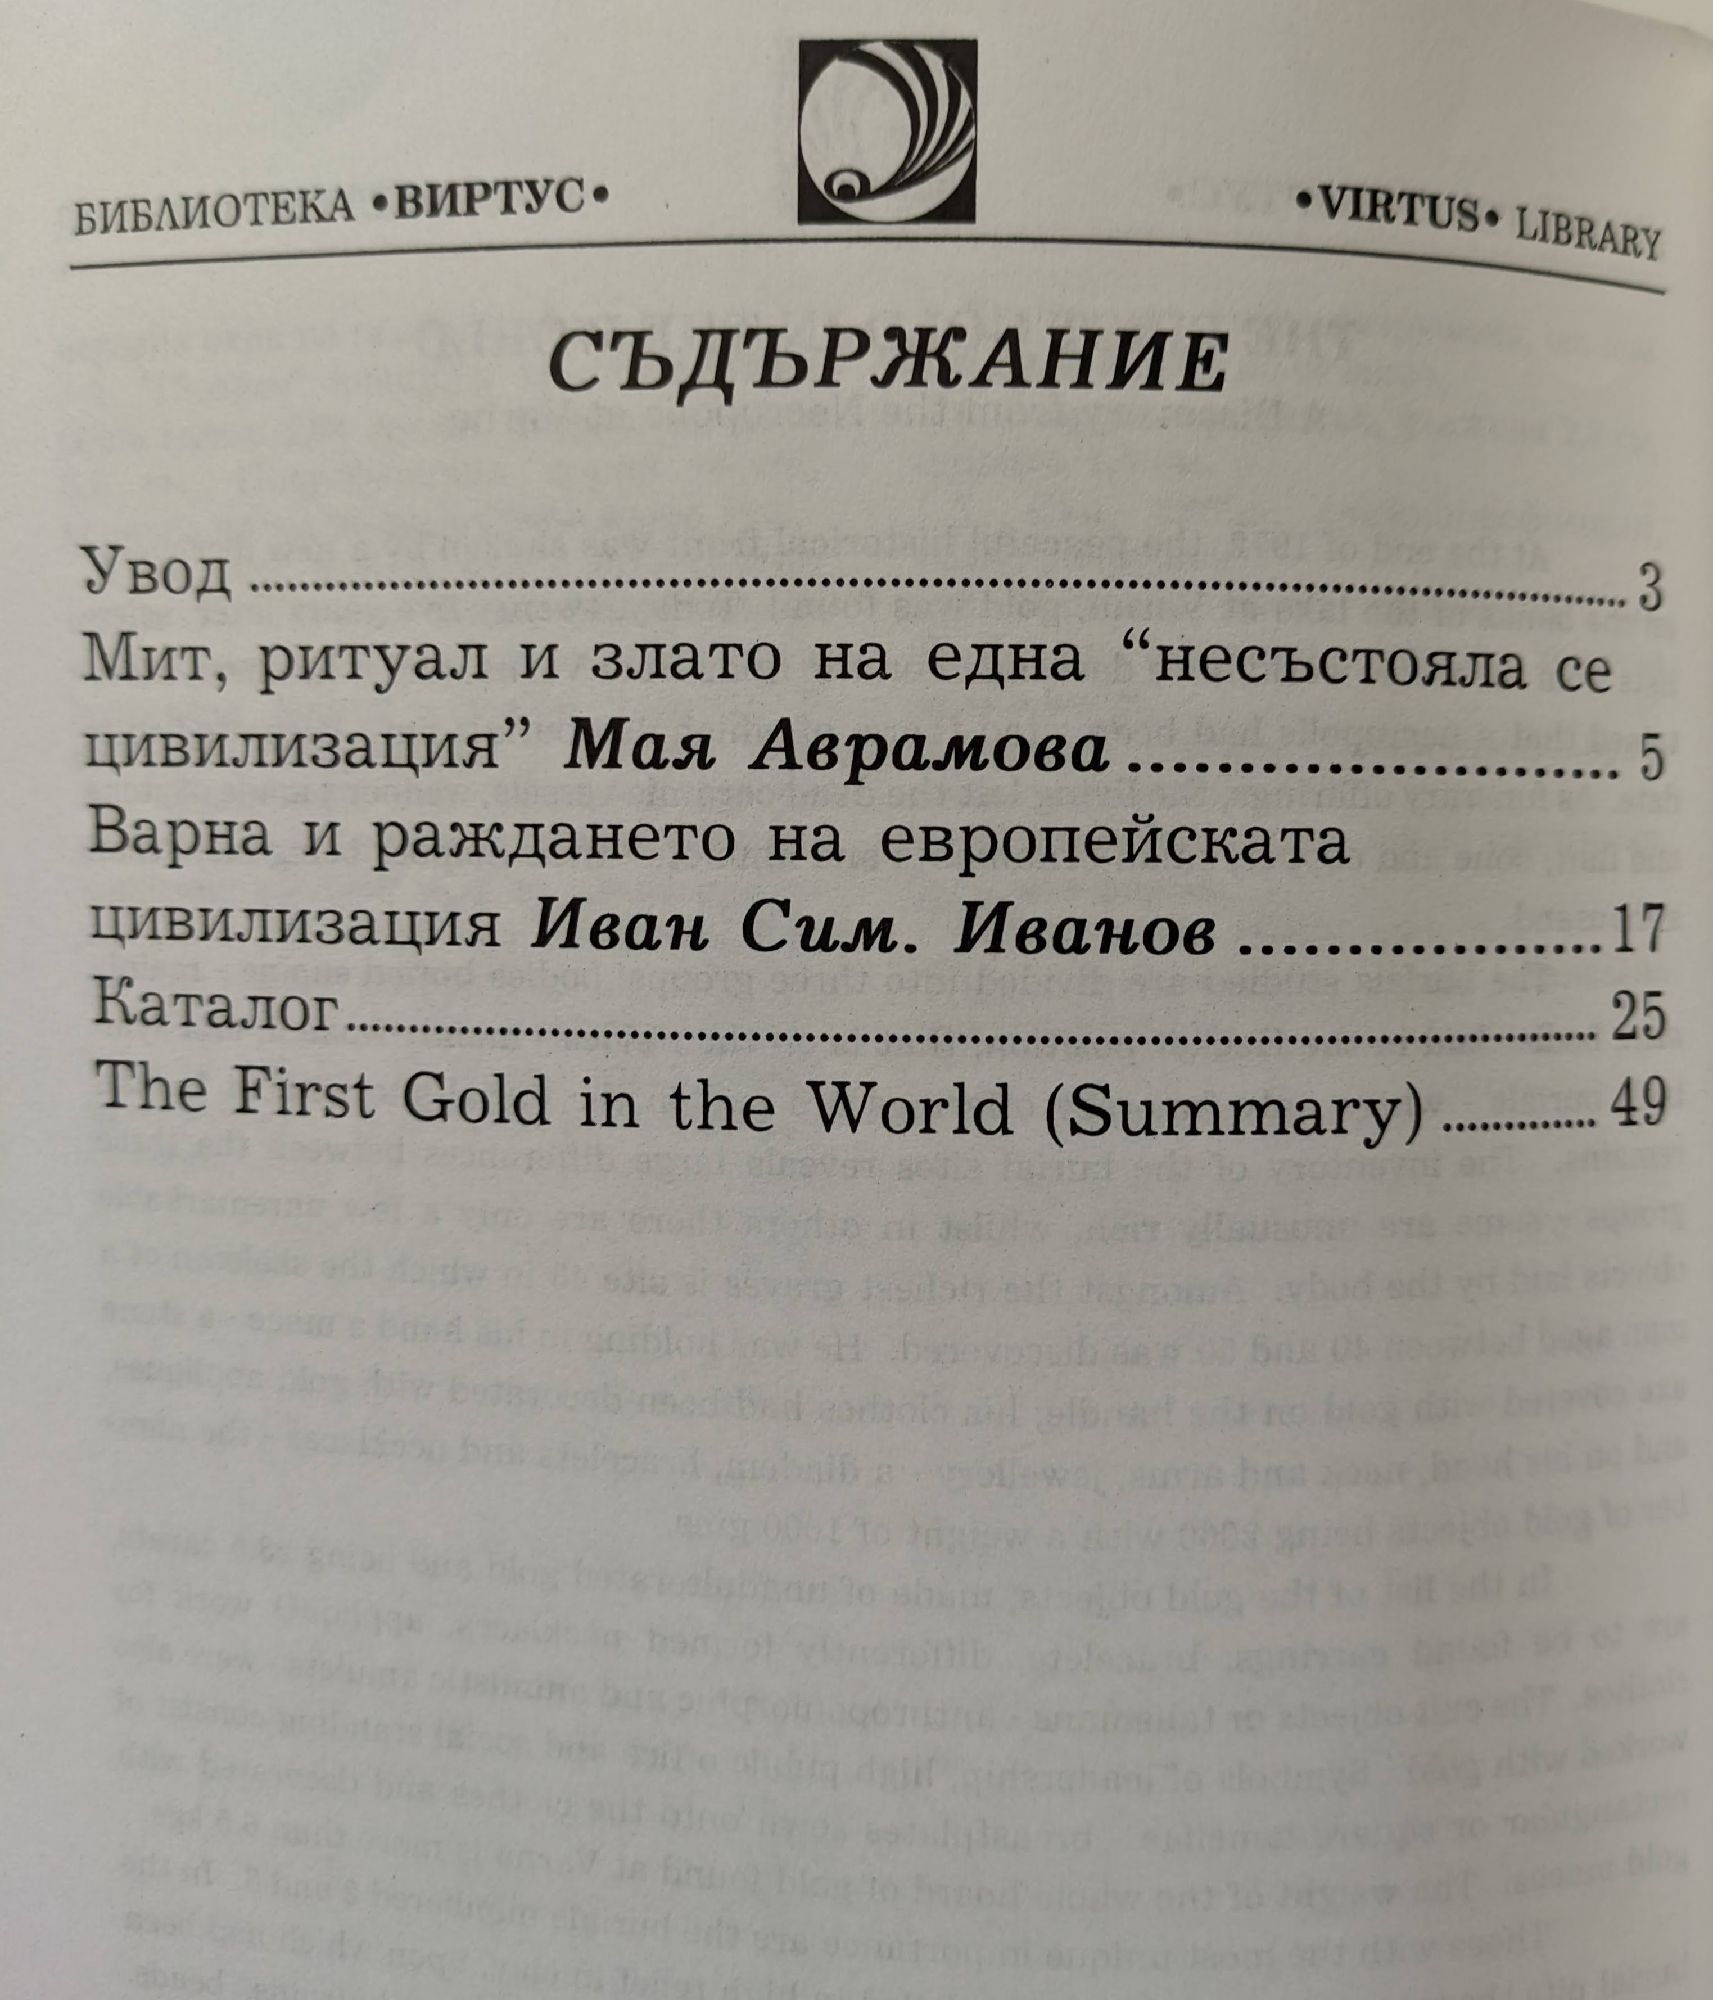 БИБЛИОТЕКА •ВИРТУС• •VIRTUS• LIBRARY
СЪДЪРЖАНИЕ
Увод ........................................................................ 3
Мит, ритуал и злато на една “несъстояла се
цивилизация” Мая Аврамова........................ 5
Варна и раждането на европейската
цивилизация Иван Сим. Иванов...................17
Каталог........................................................................ 25
The First Gold in the World (Summary)............ 49